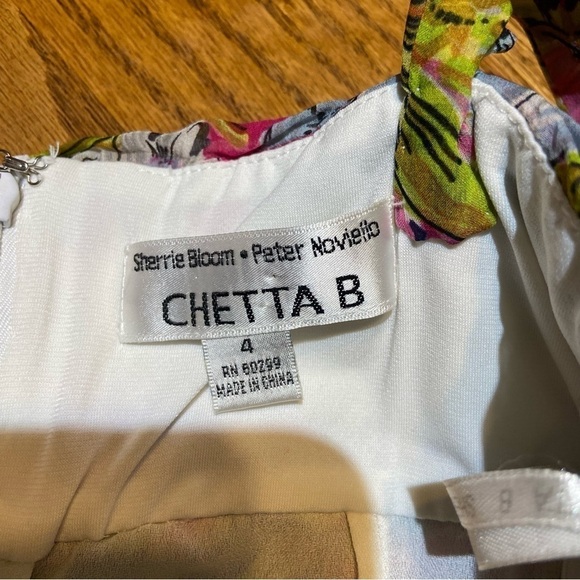 Sherrie Bloom • Peter Noviello
CHETTA B
4
RN 60299
MADE IN CHINA